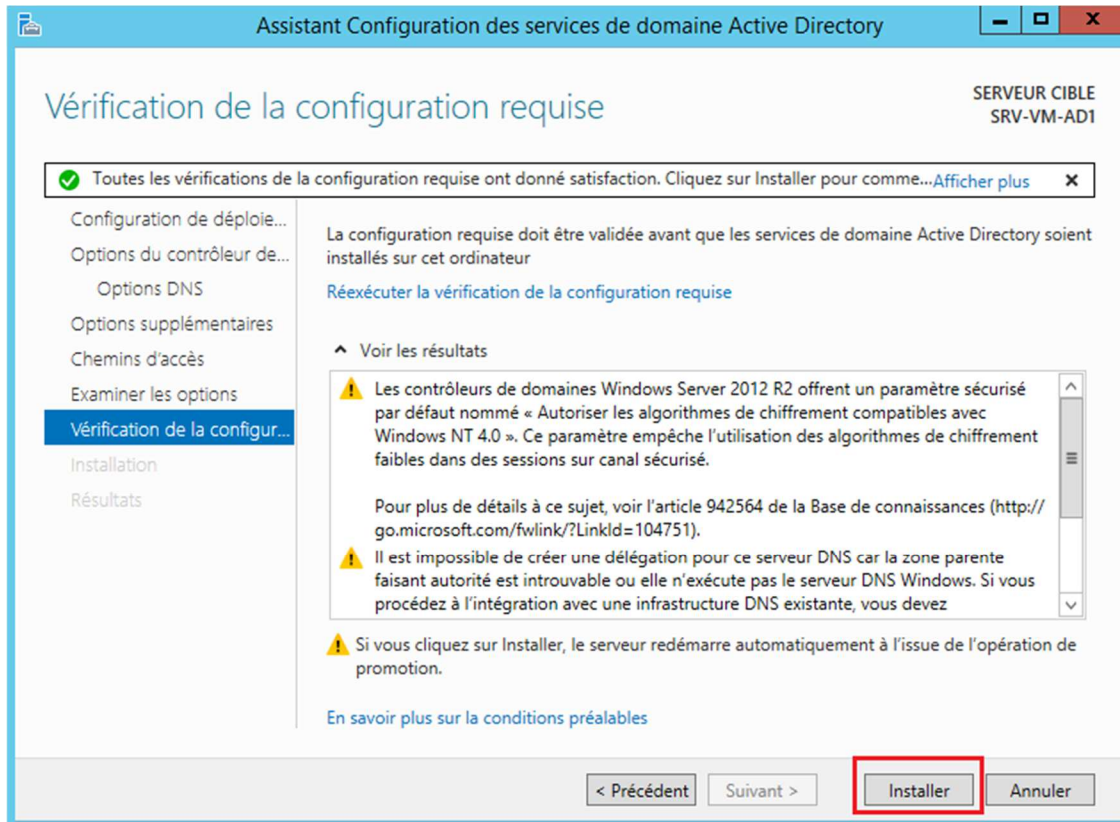 Assistant Configuration des services de domaine Active Directory
Vérification de la configuration requise
SERVEUR CIBLE
SRV-VM-AD1
Toutes les vérifications de la configuration requise ont donné satisfaction. Cliquez sur Installer pour comme...Afficher plus
Configuration de déploie...
Options du contrôleur de...
Options DNS
Options supplémentaires
Chemins d'accès
Examiner les options
Vérification de la configur...
Installation
Résultats
La configuration requise doit être validée avant que les services de domaine Active Directory soient
installés sur cet ordinateur
Réexécuter la vérification de la configuration requise
Voir les résultats
Les contrôleurs de domaines Windows Server 2012 R2 offrent un paramètre sécurisé
par défaut nommé « Autoriser les algorithmes de chiffrement compatibles avec
Windows NT 4.0 ». Ce paramètre empêche l'utilisation des algorithmes de chiffrement
faibles dans des sessions sur canal sécurisé.
Pour plus de détails à ce sujet, voir l'article 942564 de la Base de connaissances (http://
go.microsoft.com/fwlink/?LinkId=104751).
Il est impossible de créer une délégation pour ce serveur DNS car la zone parente
faisant autorité est introuvable ou elle n'exécute pas le serveur DNS Windows. Si vous
procédez à l'intégration avec une infrastructure DNS existante, vous devez
Si vous cliquez sur Installer, le serveur redémarre automatiquement à l'issue de l'opération de
promotion.
En savoir plus sur la conditions préalables
< Précédent
Suivant >
Installer
Annuler